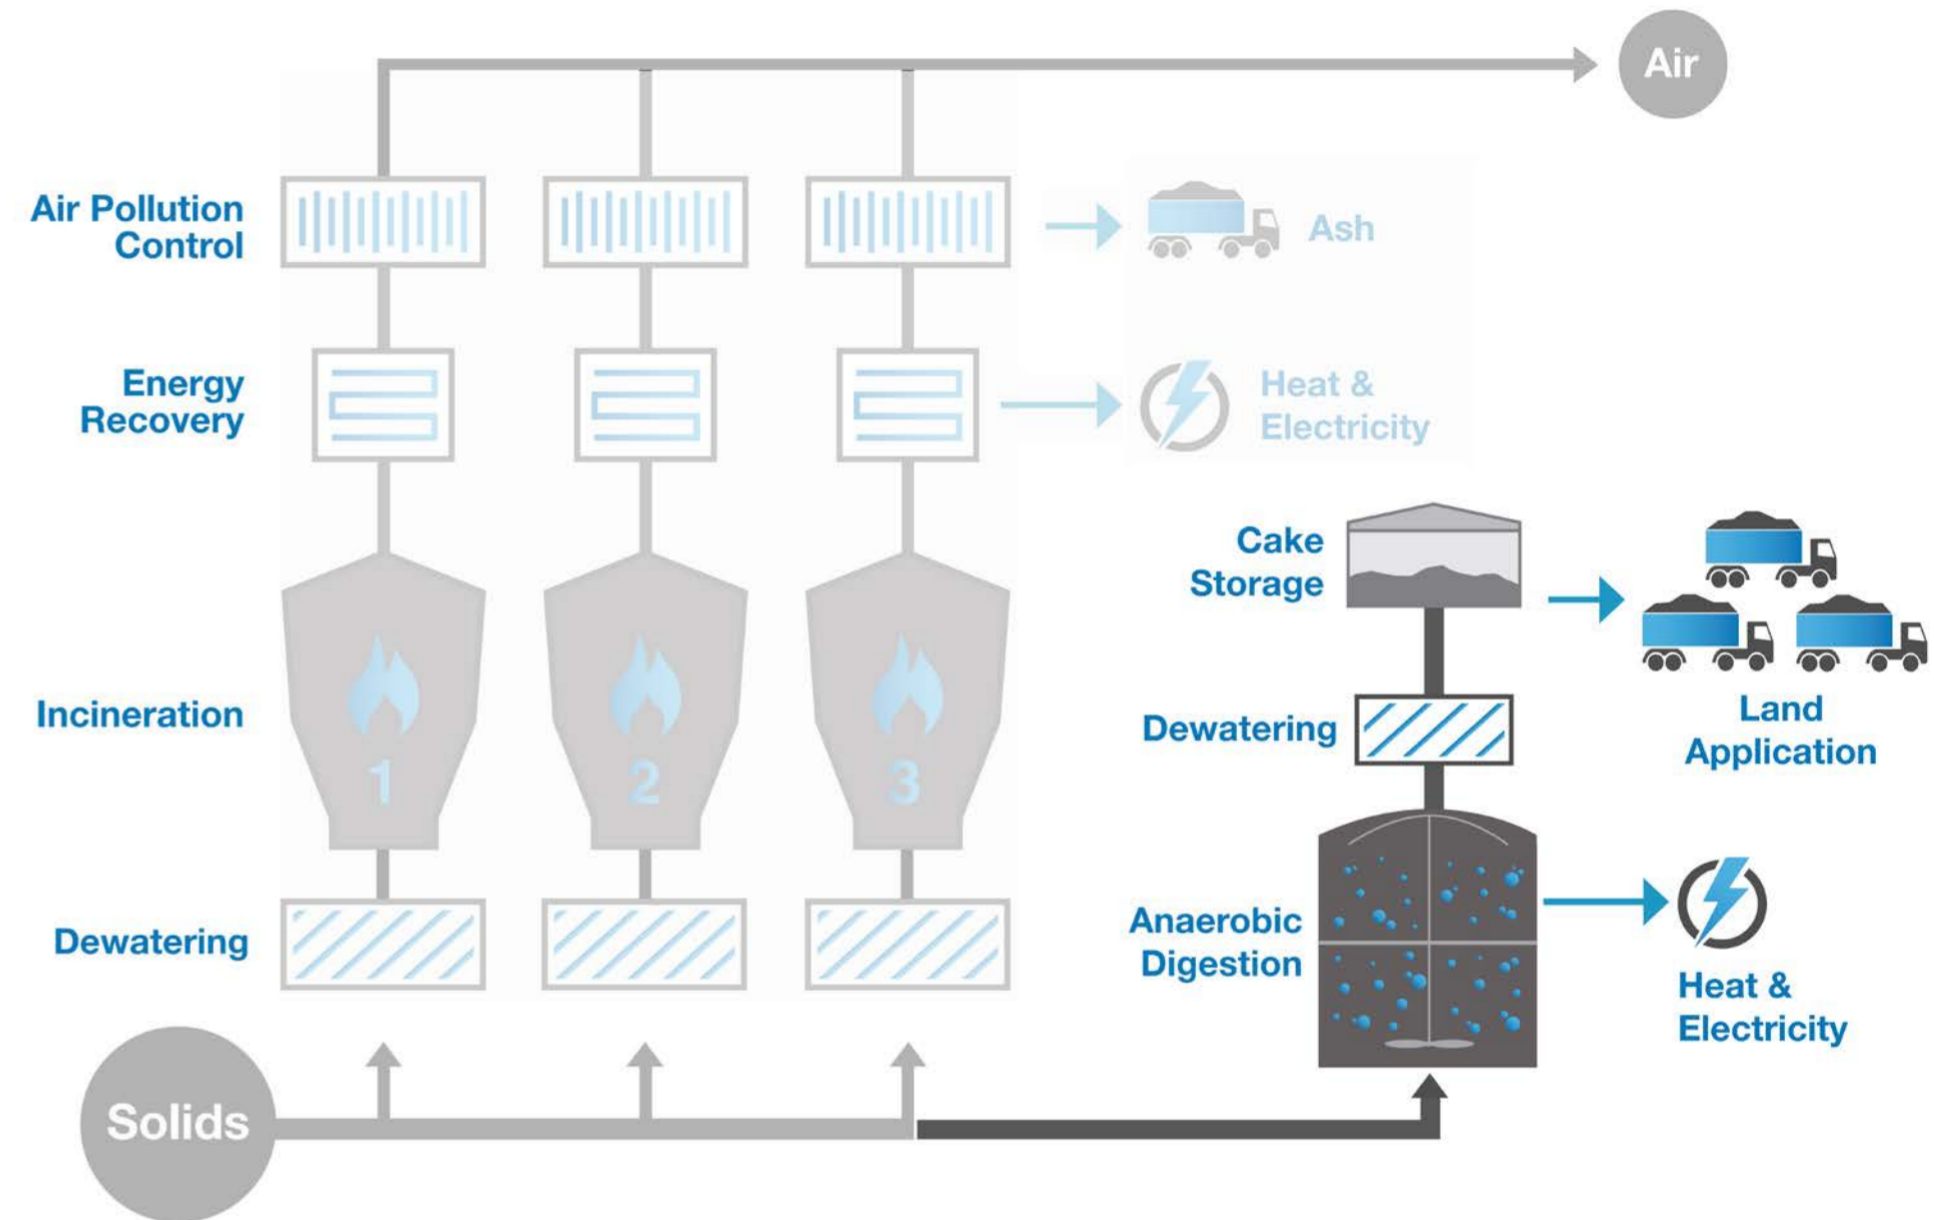 Air
Air Pollution
Control
Ash
Energy
Recovery
Heat &
Electricity
Cake
Storage
Land
Application
Incineration
1
2
3
Dewatering
Dewatering
Anaerobic
Digestion
Heat &
Electricity
Solids